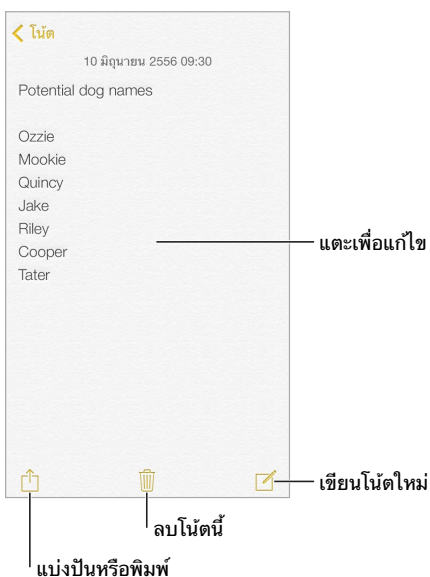 โน้ต
10 มิถุนายน 2556 09:30
Potential dog names
Ozzie
Mookie
Quincy
Jake
Riley
Cooper
Tater
แตะเพื่อแก้ไข
เขียนโน้ตใหม่
ลบโน้ตนี้
แบ่งปันหรือพิมพ์